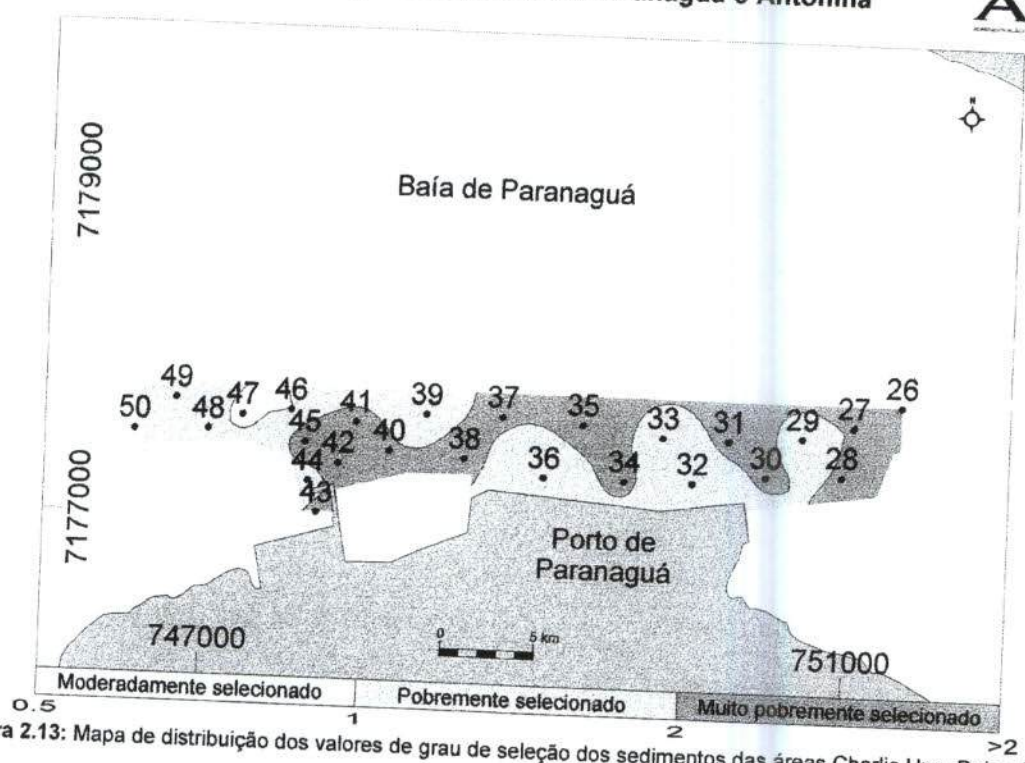 Antonina
A
N
7179000
Baía de Paranaguá
49
50
48
47
46
45
44
43
42
41
40
39
38
37
36
35
34
33
32
31
30
29
28
27
26
7177000
Porto de
Paranaguá
0 5 km
747000
751000
Moderadamente selecionado Pobremente selecionado Muito pobremente selecionado
0.5 1 2 >2
ra 2.13: Mapa de distribuição dos valores de grau de seleção dos sedimentos das áreas Charlie